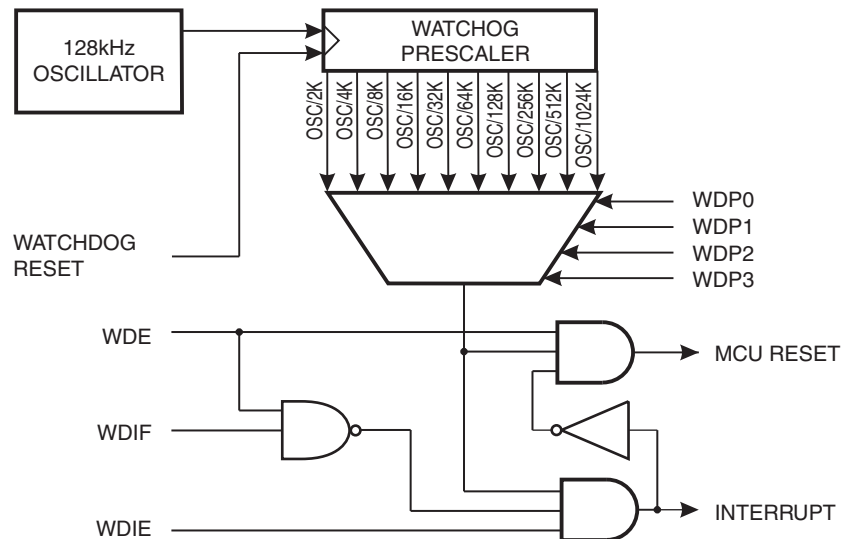 128kHz
OSCILLATOR
WATCHOG
PRESCALER
OSC/2K
OSC/4K
OSC/8K
OSC/16K
OSC/32K
OSC/64K
OSC/128K
OSC/256K
OSC/512K
OSC/1024K
WATCHDOG
RESET
WDP0
WDP1
WDP2
WDP3
WDE
MCU RESET
WDIF
WDIE
INTERRUPT